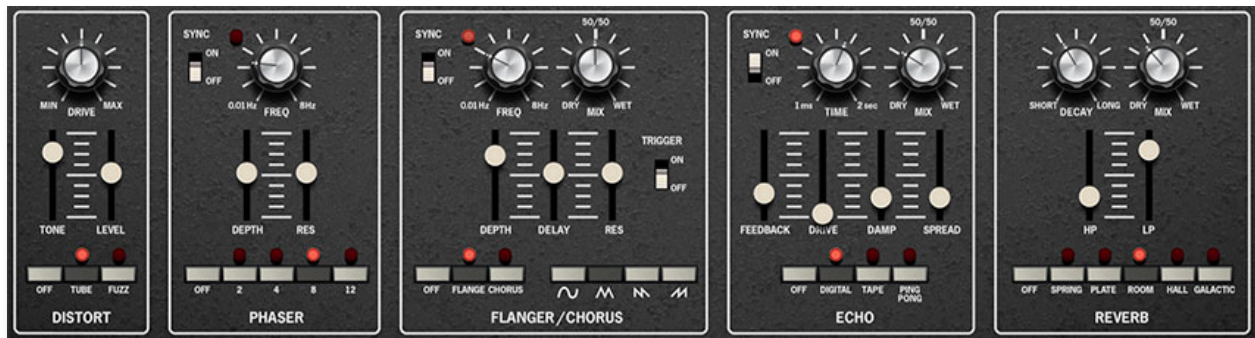 MIN MAX
DRIVE
TONE LEVEL
OFF TUBE FUZZ
DISTORT
SYNC
ON
OFF
0.01Hz 8Hz
FREQ
DEPTH RES
OFF 2 4 8 12
PHASER
SYNC
ON
OFF
0.01Hz 8Hz
FREQ
50/50
DRY WET
MIX
TRIGGER
ON
OFF
DEPTH DELAY RES
OFF FLANGE CHORUS
FLANGER/CHORUS
SYNC
ON
OFF
1 ms 2 sec
TIME
50/50
DRY WET
MIX
FEEDBACK DRIVE DAMP SPREAD
OFF DIGITAL TAPE PING
PONG
ECHO
SHORT LONG
DECAY
50/50
DRY WET
MIX
HP LP
OFF SPRING PLATE ROOM HALL GALACTIC
REVERB